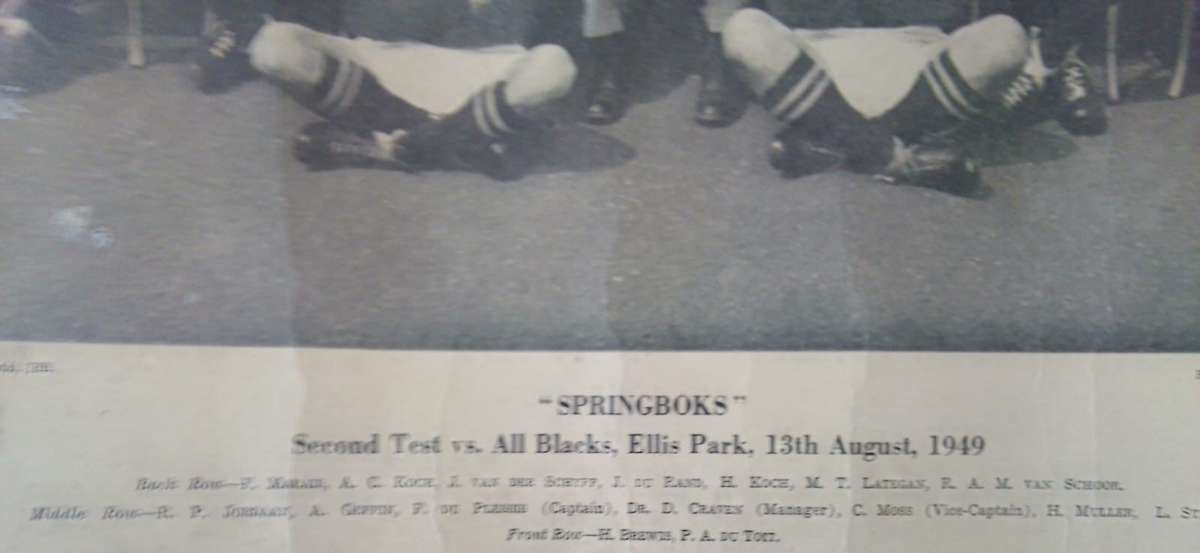 "SPRINGBOKS"
Second Test vs. All Blacks, Ellis Park, 13th August, 1949
Back Row—F. A. C. KOCH, J. VAN DER SCHYFF, J. DU RAND, H. KOCH, M. T. LATEGAN, R. A. M. VAN SCHOOR.
Middle Row—R. P. JORDAAN, A. GEFFIN, F. DU PLESSIS (Captain), DR. D. CRAVEN (Manager), C. MOSS (Vice-Captain), H. MULLER, L. ST
Front Row—H. BREWIS, P. A. DU TOIT.